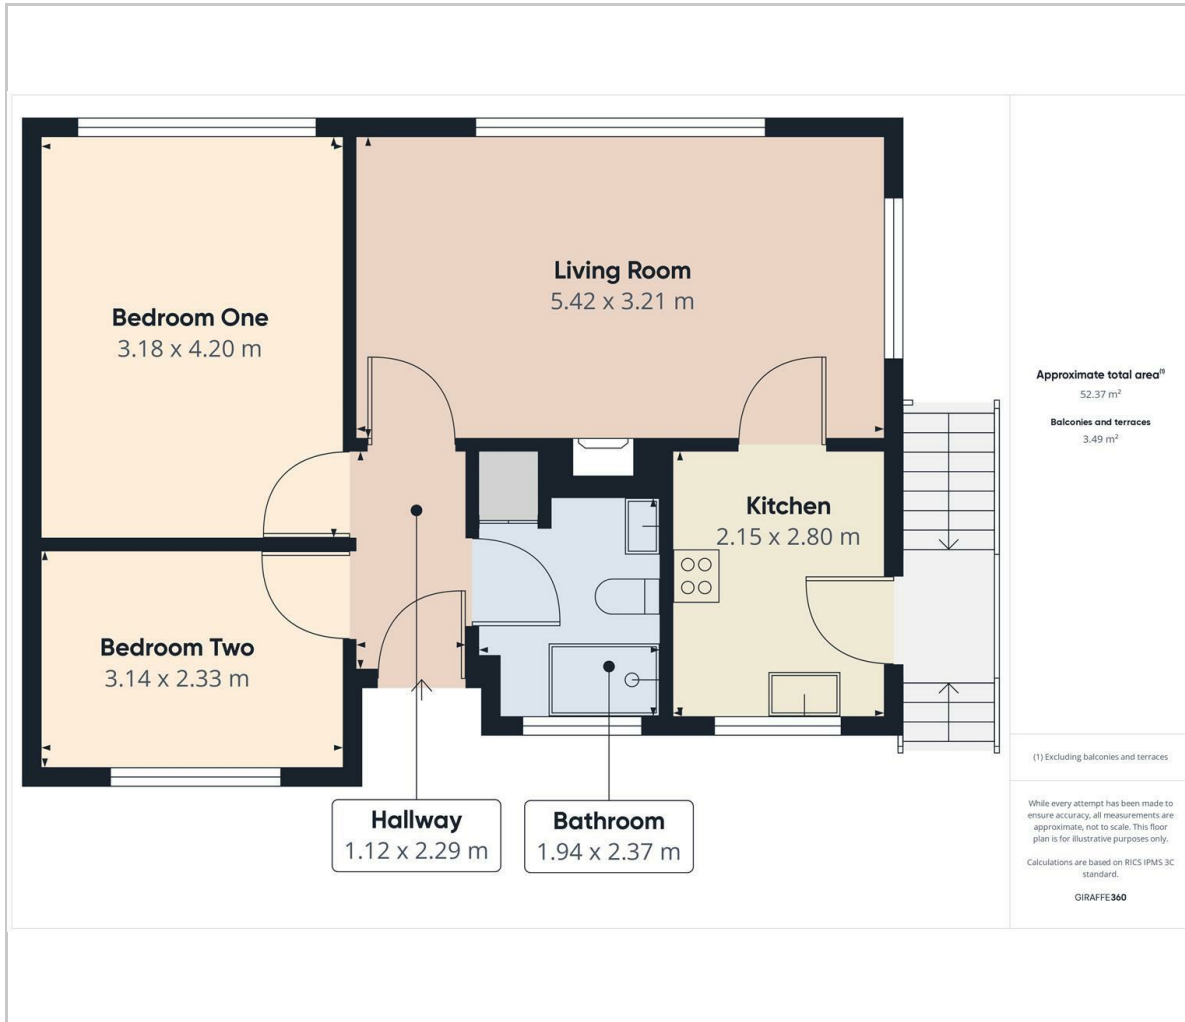 Living Room
5.42 x 3.21 m
Bedroom One
3.18 x 4.20 m
Kitchen
2.15 x 2.80 m
Bedroom Two
3.14 x 2.33 m
Hallway
1.12 x 2.29 m
Bathroom
1.94 x 2.37 m
Approximate total area(1)
52.37 m²
Balconies and terraces
3.49 m²
(1) Excluding balconies and terraces
While every attempt has been made to
ensure accuracy, all measurements are
approximate, not to scale. This floor
plan is for illustrative purposes only.
Calculations are based on RICS IPMS 3C
standard.
GIRAFFE360